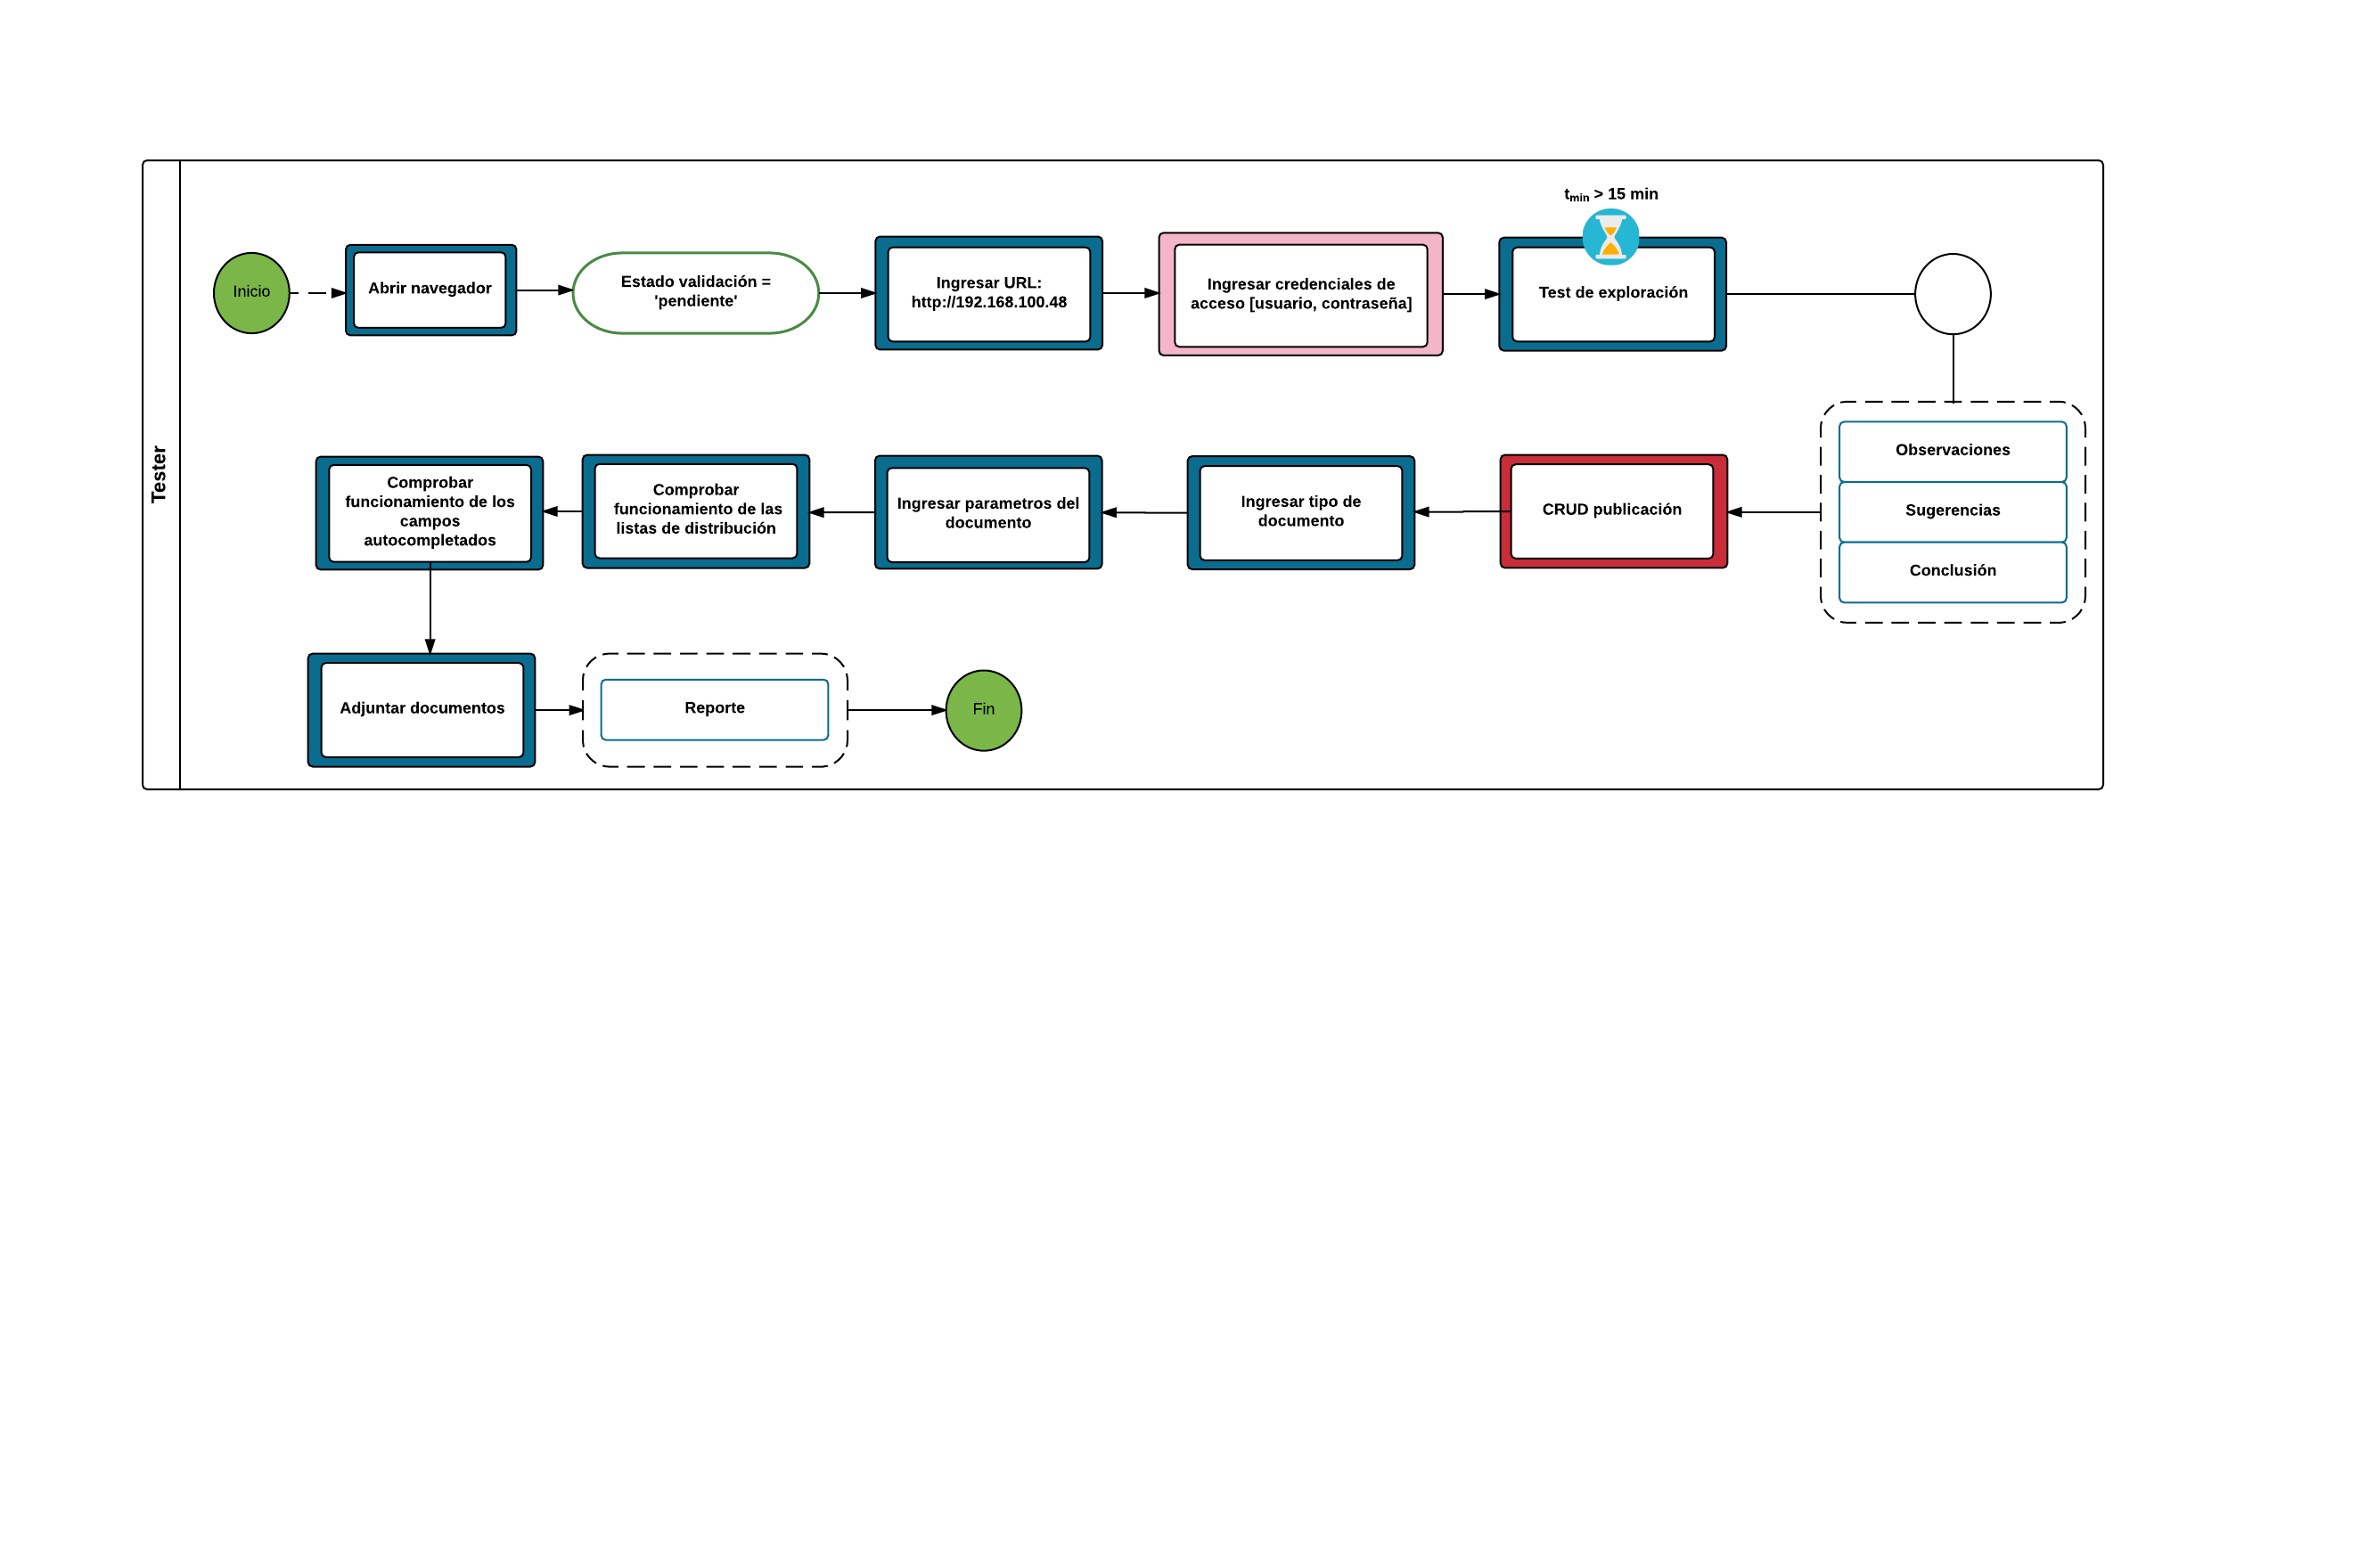 Tester
Inicio
Abrir navegador
Estado validación =
'pendiente'
Ingresar URL:
http://192.168.100.48
Ingresar credenciales de
acceso [usuario, contraseña]
tmin > 15 min
Test de exploración
Observaciones
Sugerencias
Conclusión
CRUD publicación
Ingresar tipo de
documento
Ingresar parametros del
documento
Comprobar
funcionamiento de las
listas de distribución
Comprobar
funcionamiento de los
campos
autocompletados
Adjuntar documentos
Reporte
Fin